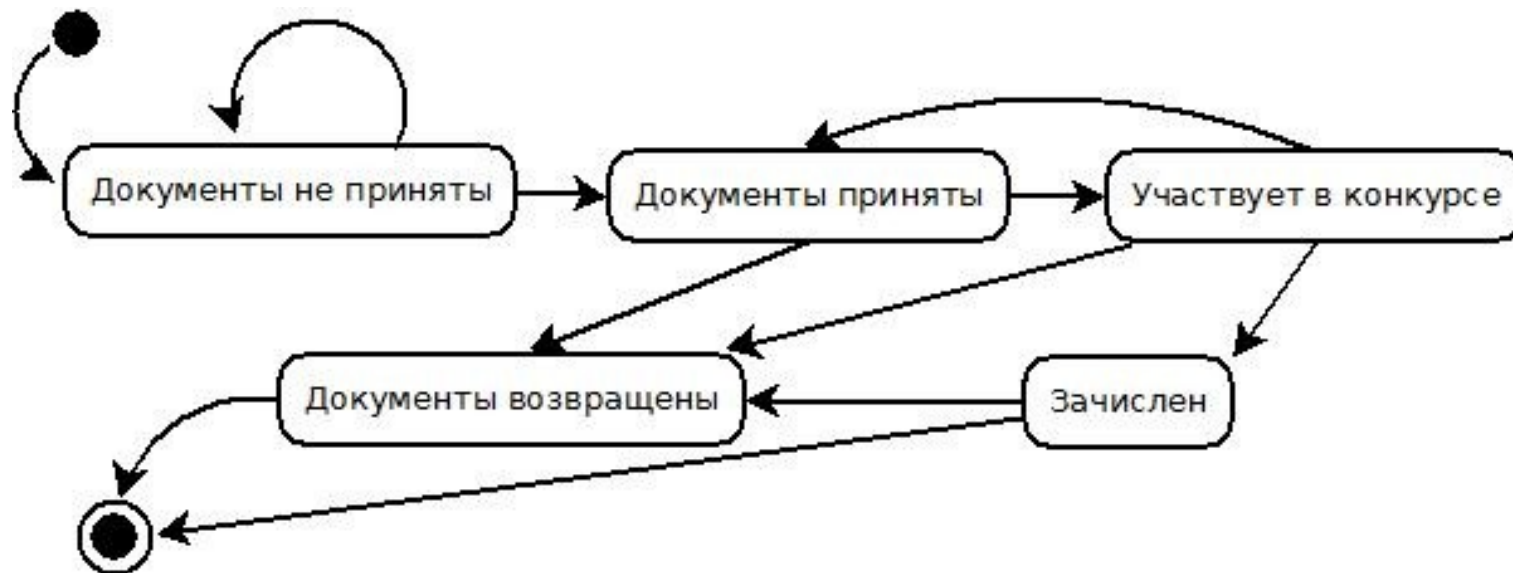 Документы не приняты
Документы приняты
Участвует в конкурсе
Документы возвращены
Зачислен